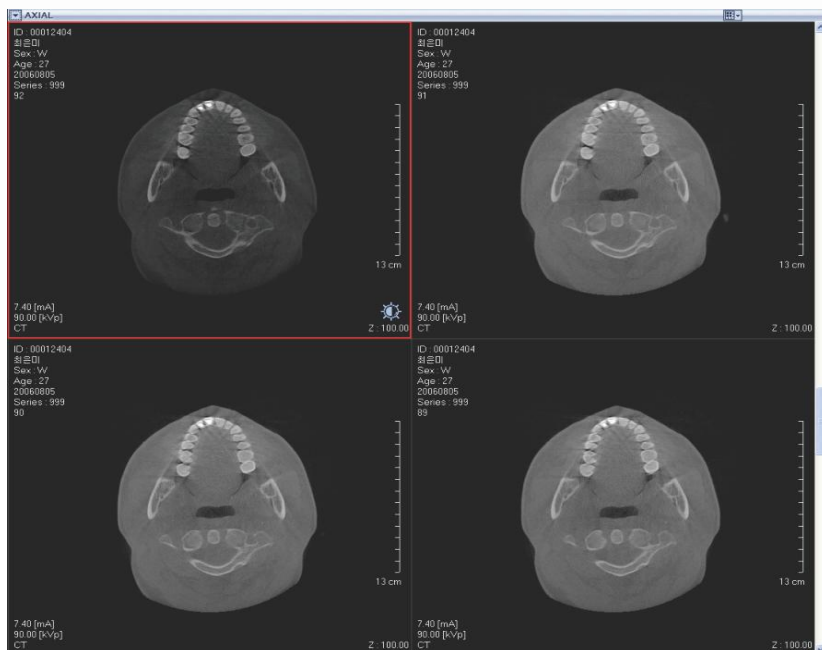 AXIAL
ID : 00012404
최은미
Sex : W
Age : 27
20060805
Series : 999
92
13 cm
7.40 [mA]
90.00 [kVp]
CT
Z : 100.00
ID : 00012404
최은미
Sex : W
Age : 27
20060805
Series : 999
91
13 cm
7.40 [mA]
90.00 [kVp]
CT
Z : 100.00
ID : 00012404
최은미
Sex : W
Age : 27
20060805
Series : 999
90
13 cm
7.40 [mA]
90.00 [kVp]
CT
Z : 100.00
ID : 00012404
최은미
Sex : W
Age : 27
20060805
Series : 999
89
13 cm
7.40 [mA]
90.00 [kVp]
CT
Z : 100.00